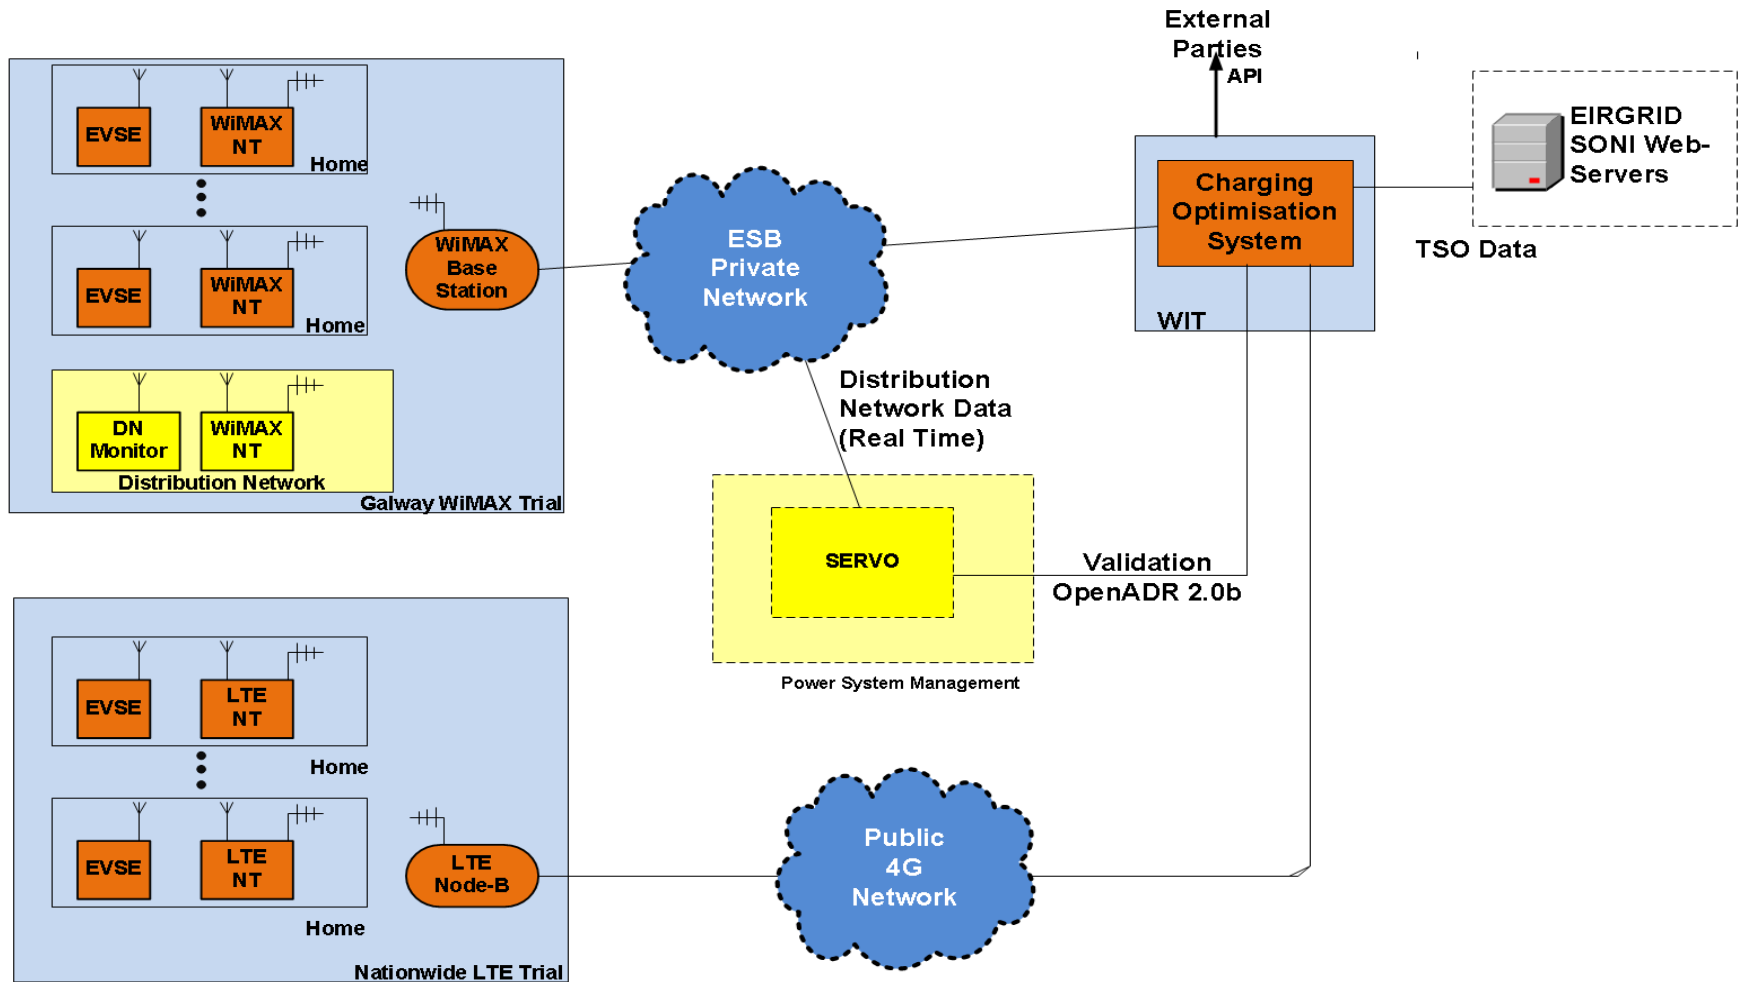 External
Parties
API
EVSE
WiMAX
NT
Home
EVSE
WiMAX
NT
Home
DN
Monitor
WiMAX
NT
Distribution Network
Galway WiMAX Trial
WiMAX
Base
Station
ESB
Private
Network
Charging
Optimisation
System
WIT
EIRGRID
SONI Web-
Servers
TSO Data
Distribution
Network Data
(Real Time)
SERVO
Validation
OpenADR 2.0b
Power System Management
EVSE
LTE
NT
Home
EVSE
LTE
NT
Home
LTE
Node-B
Nationwide LTE Trial
Public
4G
Network